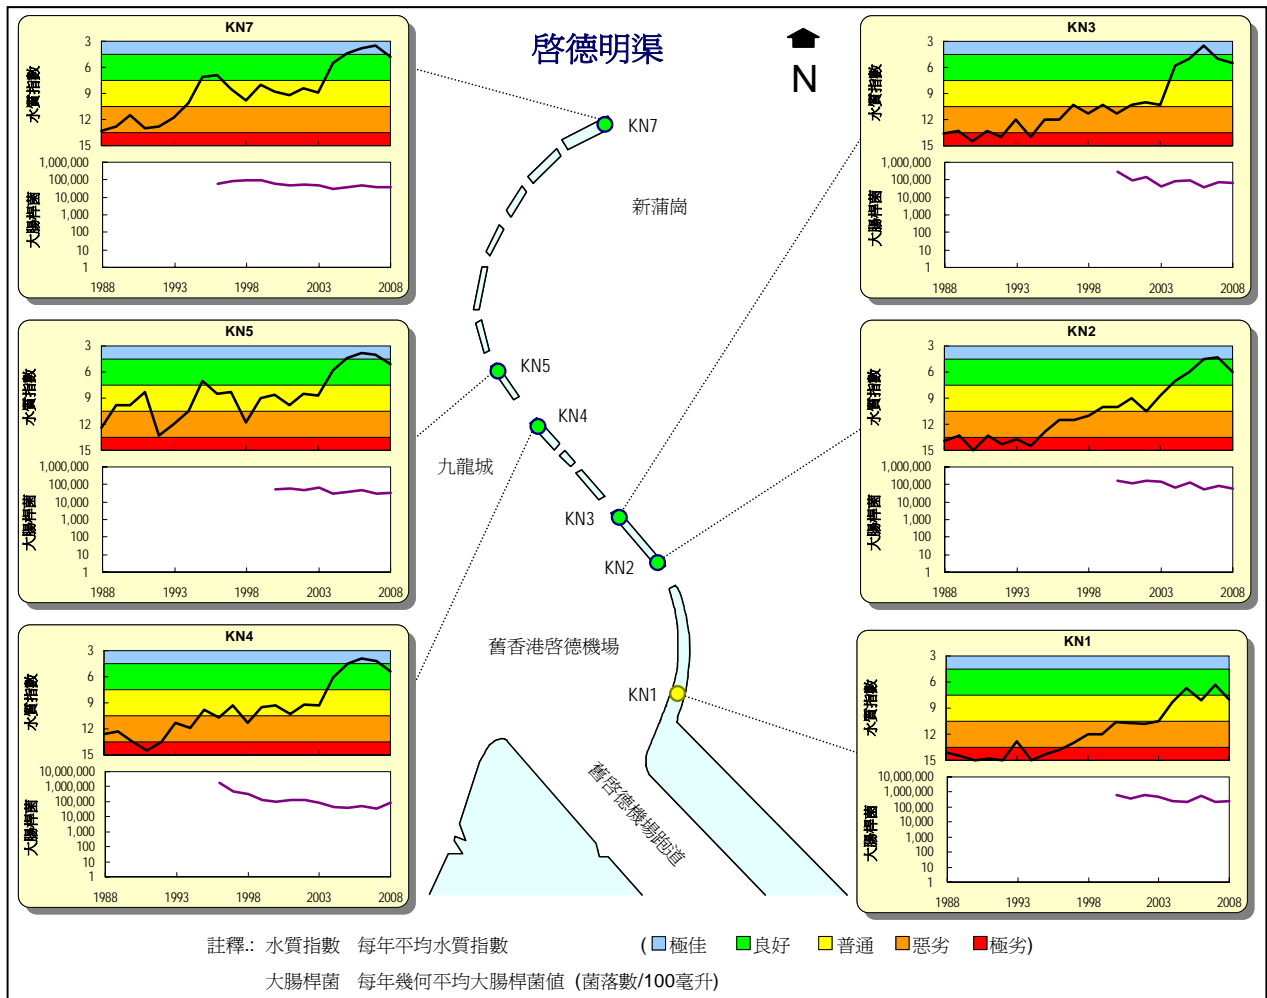 啓德明渠
N
KN7
水質指數
3
6
9
12
15
大腸桿菌
1,000,000
100,000
10,000
1,000
100
10
1
1988 1993 1998 2003 2008
KN5
水質指數
3
6
9
12
15
大腸桿菌
1,000,000
100,000
10,000
1,000
100
10
1
1988 1993 1998 2003 2008
KN4
水質指數
3
6
9
12
15
大腸桿菌
10,000,000
1,000,000
100,000
10,000
1,000
100
10
1
1988 1993 1998 2003 2008
KN7
新蒲崗
KN5
KN4
九龍城
KN3
KN2
舊香港啓德機場
KN1
舊啓德機場跑道
KN3
水質指數
3
6
9
12
15
大腸桿菌
1,000,000
100,000
10,000
1,000
100
10
1
1988 1993 1998 2003 2008
KN2
水質指數
3
6
9
12
15
大腸桿菌
1,000,000
100,000
10,000
1,000
100
10
1
1988 1993 1998 2003 2008
KN1
水質指數
3
6
9
12
15
大腸桿菌
10,000,000
1,000,000
100,000
10,000
1,000
100
10
1
1988 1993 1998 2003 2008
註釋.: 水質指數 每年平均水質指數 ( 極佳 良好 普通 惡劣 極劣)
大腸桿菌 每年幾何平均大腸桿菌值 (菌落數/100毫升)